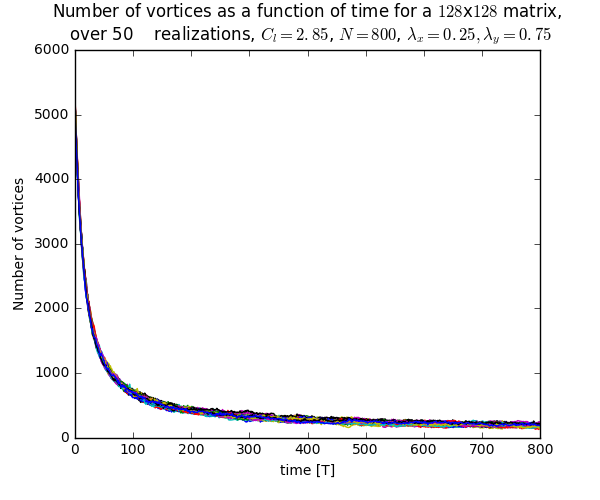 Number of vortices as a function of time for a 128x128 matrix,
over 50 realizations, C_l = 2.85, N = 800, λ_x = 0.25, λ_y = 0.75
6000
5000
4000
3000
2000
1000
0
Number of vortices
0 100 200 300 400 500 600 700 800
time [T]